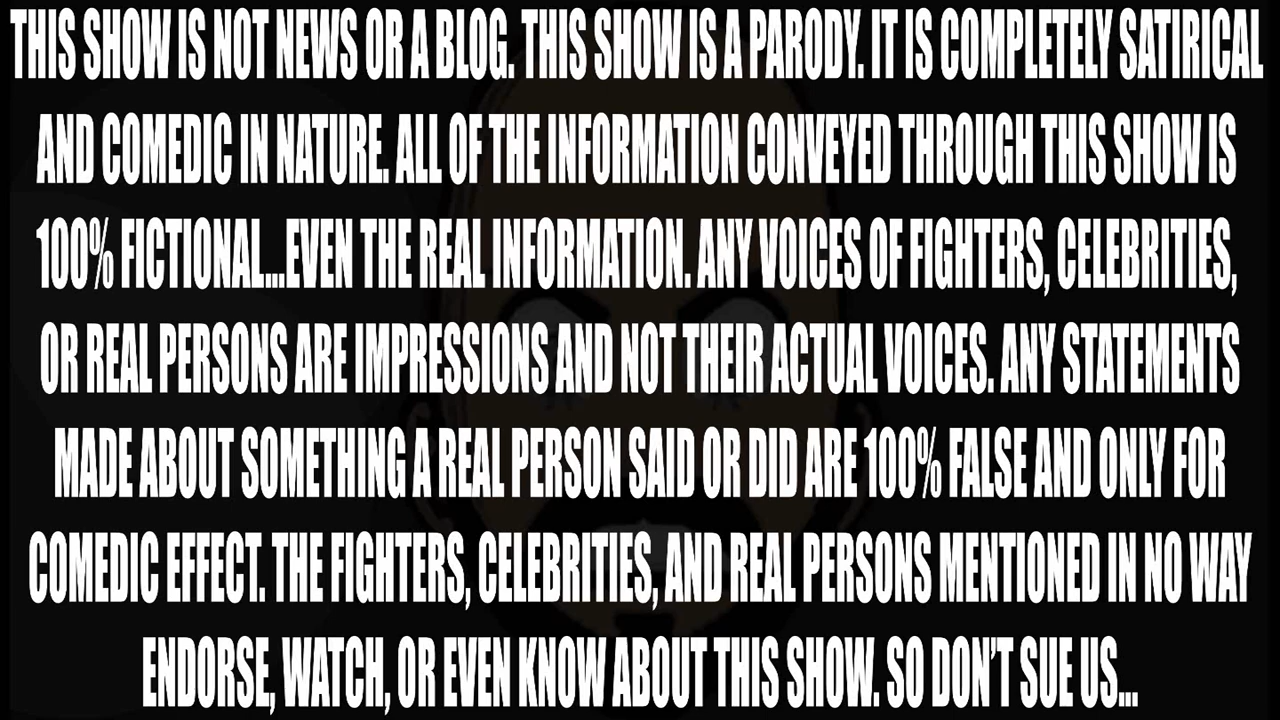 THIS SHOW IS NOT NEWS OR A BLOG. THIS SHOW IS A PARODY. IT IS COMPLETELY SATIRICAL
AND COMEDIC IN NATURE. ALL OF THE INFORMATION CONVEYED THROUGH THIS SHOW IS
100% FICTIONAL...EVEN THE REAL INFORMATION. ANY VOICES OF FIGHTERS, CELEBRITIES,
OR REAL PERSONS ARE IMPRESSIONS AND NOT THEIR ACTUAL VOICES. ANY STATEMENTS
MADE ABOUT SOMETHING A REAL PERSON SAID OR DID ARE 100% FALSE AND ONLY FOR
COMEDIC EFFECT. THE FIGHTERS, CELEBRITIES, AND REAL PERSONS MENTIONED IN NO WAY
ENDORSE, WATCH, OR EVEN KNOW ABOUT THIS SHOW. SO DON'T SUE US...